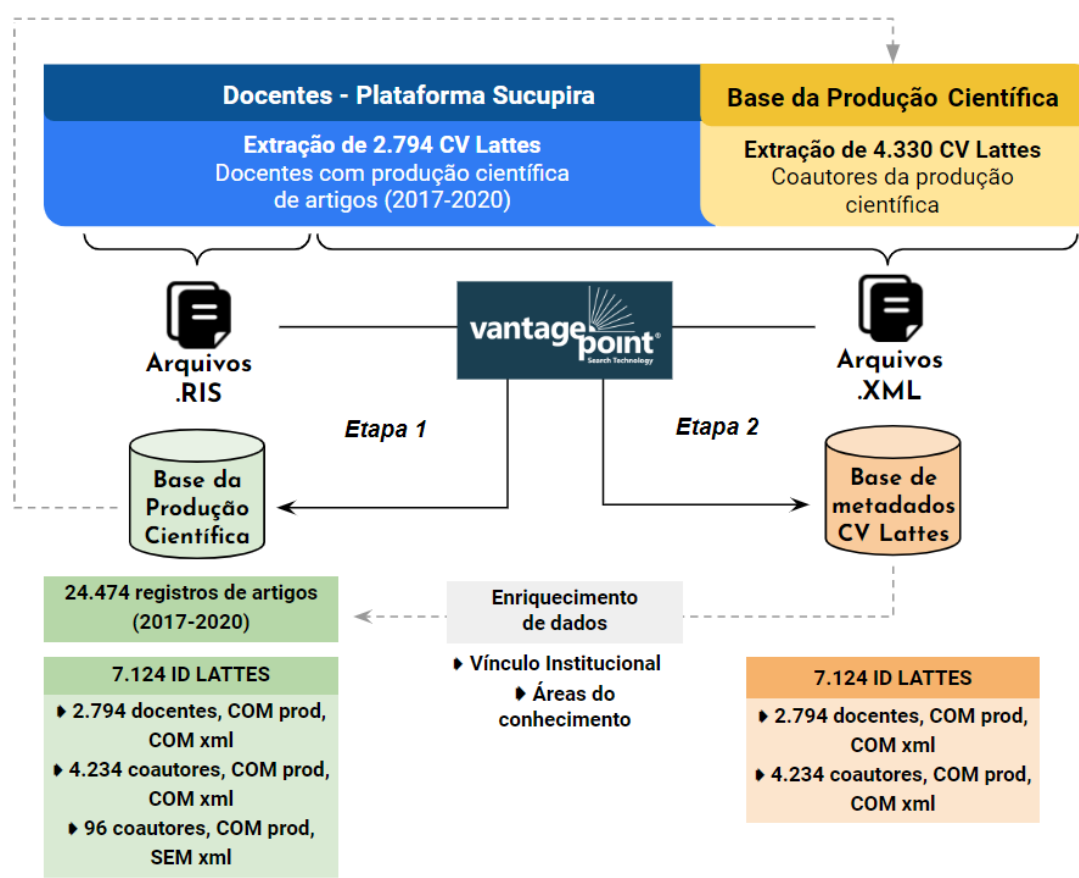 Docentes - Plataforma Sucupira
Extração de 2.794 CV Lattes
Docentes com produção científica
de artigos (2017-2020)
Base da Produção Científica
Extração de 4.330 CV Lattes
Coautores da produção
científica
Arquivos
.RIS
vantage
point®
Search Technology
Arquivos
.XML
Etapa 1
Etapa 2
Base da
Produção
Científica
Base de
metadados
CV Lattes
24.474 registros de artigos
(2017-2020)
Enriquecimento
de dados
❥ Vínculo Institucional
❥ Áreas do
conhecimento
7.124 ID LATTES
❥ 2.794 docentes, COM prod,
COM xml
❥ 4.234 coautores, COM prod,
COM xml
❥ 96 coautores, COM prod,
SEM xml
7.124 ID LATTES
❥ 2.794 docentes, COM prod,
COM xml
❥ 4.234 coautores, COM prod,
COM xml